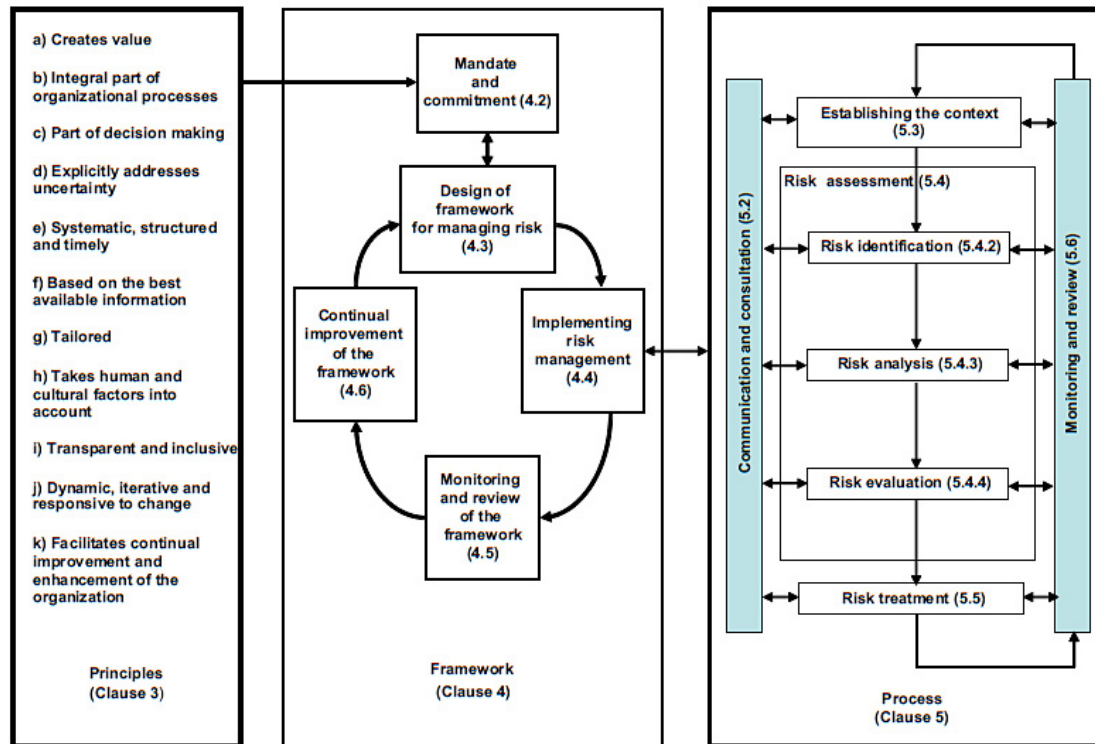 a) Creates value
b) Integral part of
organizational processes
c) Part of decision making
d) Explicitly addresses
uncertainty
e) Systematic, structured
and timely
f) Based on the best
available information
g) Tailored
h) Takes human and
cultural factors into
account
i) Transparent and inclusive
j) Dynamic, iterative and
responsive to change
k) Facilitates continual
improvement and
enhancement of the
organization
Principles
(Clause 3)
Mandate
and
commitment (4.2)
Design of
framework
for managing risk
(4.3)
Implementing
risk
management
(4.4)
Monitoring
and review
of the
framework
(4.5)
Continual
improvement
of the
framework
(4.6)
Framework
(Clause 4)
Communication and consultation (5.2)
Establishing the context
(5.3)
Risk assessment (5.4)
Risk identification (5.4.2)
Risk analysis (5.4.3)
Risk evaluation (5.4.4)
Risk treatment (5.5)
Monitoring and review (5.6)
Process
(Clause 5)